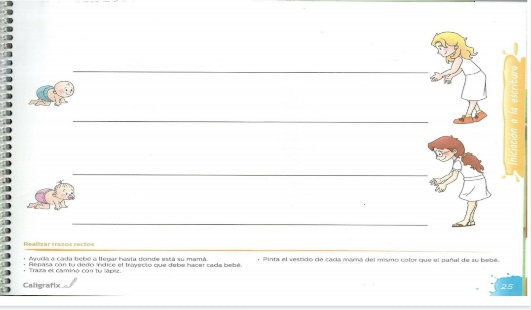 Iniciación a la escritura
Realizar trazos rectos
• Ayuda a cada bebé a llegar hasta donde está su mamá.
• Repasa con tu dedo índice el trayecto que debe hacer cada bebé.
• Traza el camino con tu lápiz.
• Pinta el vestido de cada mamá del mismo color que el pañal de su bebé.
Caligrafix
25